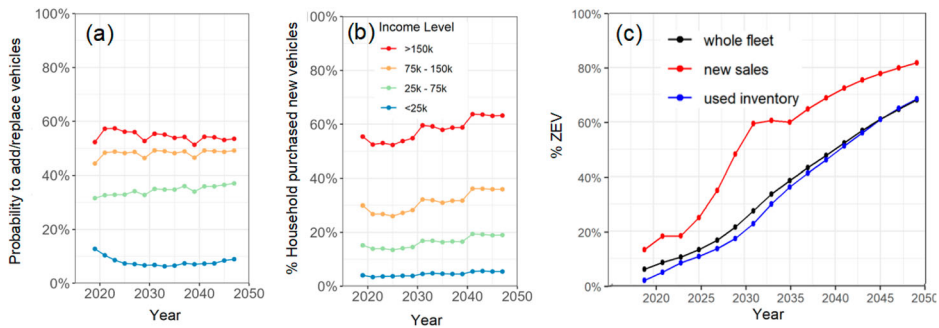 (a)
Probability to add/replace vehicles
80%
60%
40%
20%
0%
2020
2030
2040
2050
Year
(b)
% Household purchased new vehicles
00%
80%
60%
40%
20%
0%
Income Level
>150k
75k - 150k
25k - 75k
<25k
2020
2030
2040
2050
Year
(c)
% ZEV
100%
80%
60%
40%
20%
0%
whole fleet
new sales
used inventory
2020
2025
2030
2035
2040
2045
2050
Year